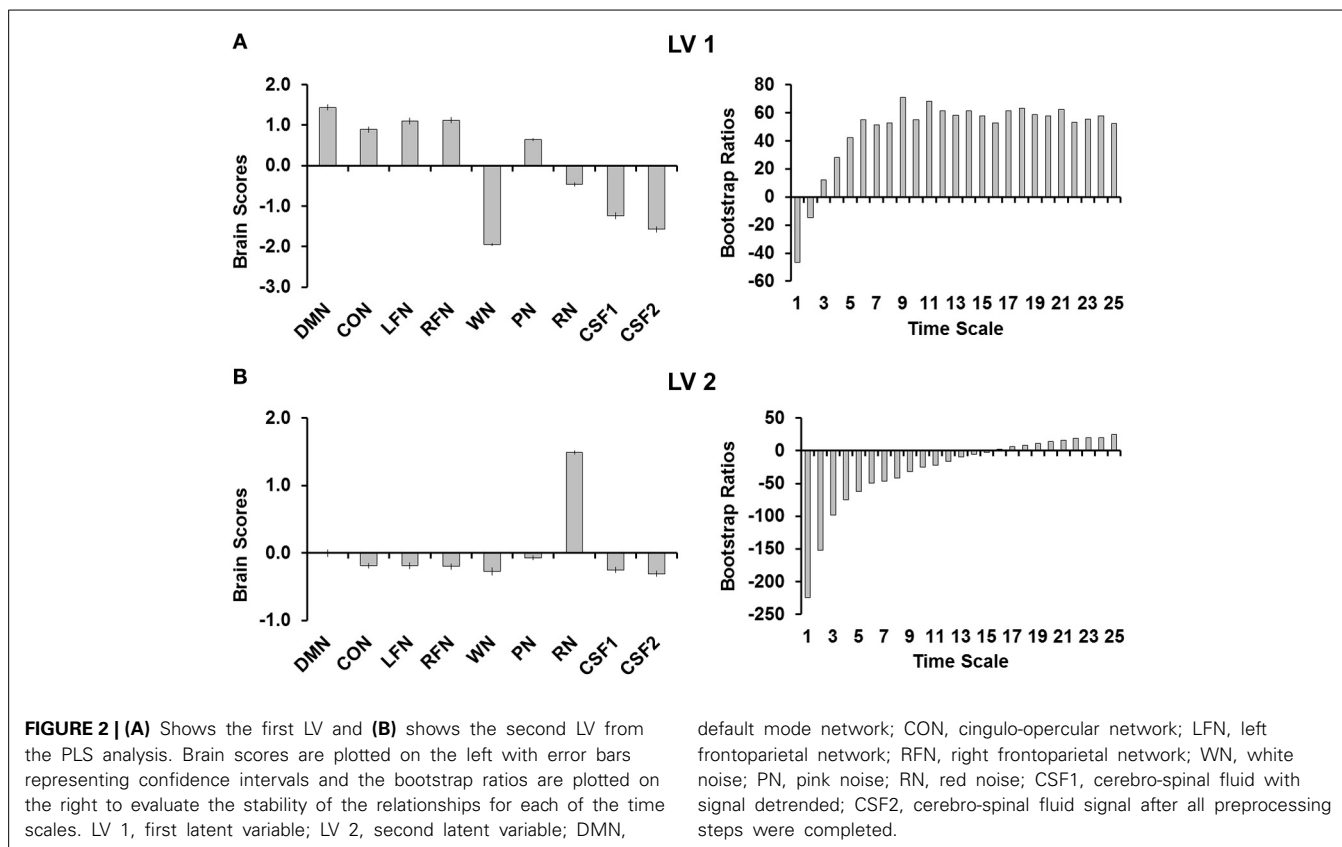 A
LV 1
2.0
1.0
0.0
-1.0
-2.0
-3.0
Brain Scores
DMN CON LFN RFN WN PN RN CSF1 CSF2
80
60
40
20
0
-20
-40
-60
Bootstrap Ratios
1 3 5 7 9 11 13 15 17 19 21 23 25
Time Scale
B
LV 2
2.0
1.0
0.0
-1.0
Brain Scores
DMN CON LFN RFN WN PN RN CSF1 CSF2
50
0
-50
-100
-150
-200
-250
Bootstrap Ratios
1 3 5 7 9 11 13 15 17 19 21 23 25
Time Scale
FIGURE 2 | (A) Shows the first LV and (B) shows the second LV from
the PLS analysis. Brain scores are plotted on the left with error bars
representing confidence intervals and the bootstrap ratios are plotted on
the right to evaluate the stability of the relationships for each of the time
scales. LV 1, first latent variable; LV 2, second latent variable; DMN,
default mode network; CON, cingulo-opercular network; LFN, left
frontoparietal network; RFN, right frontoparietal network; WN, white
noise; PN, pink noise; RN, red noise; CSF1, cerebro-spinal fluid with
signal detrended; CSF2, cerebro-spinal fluid signal after all preprocessing
steps were completed.